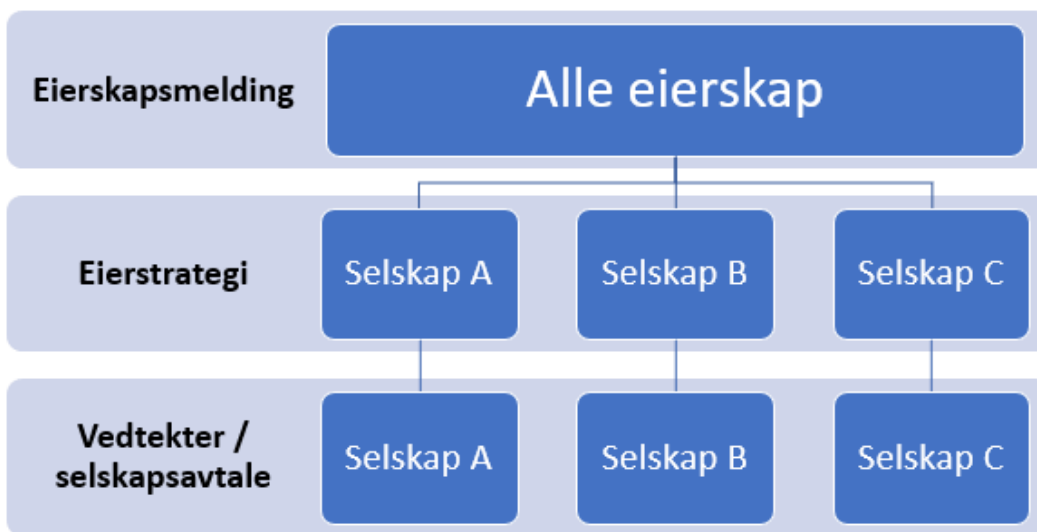 Eierskapsmelding
Alle eierskap
Eierstrategi
Selskap A
Selskap B
Selskap C
Vedtekter /
selskapsavtale
Selskap A
Selskap B
Selskap C